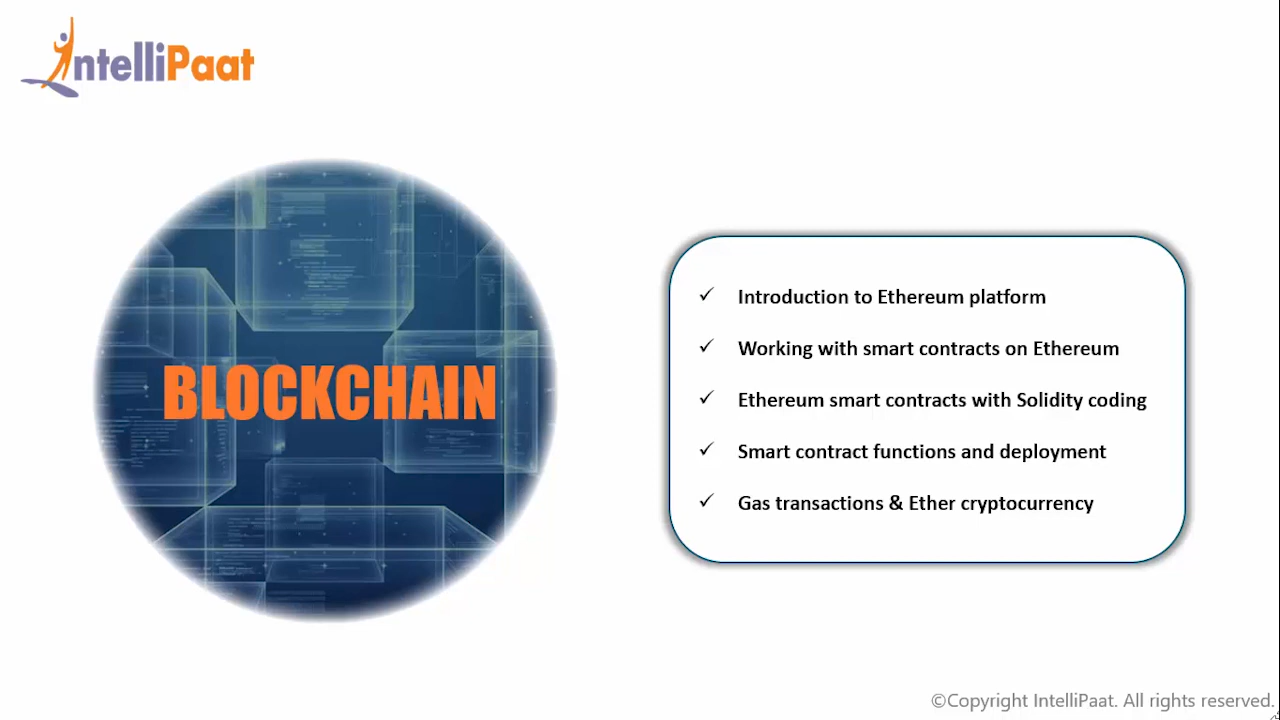 IntelliPaat
BLOCKCHAIN
✓ Introduction to Ethereum platform
✓ Working with smart contracts on Ethereum
✓ Ethereum smart contracts with Solidity coding
✓ Smart contract functions and deployment
✓ Gas transactions & Ether cryptocurrency
©Copyright IntelliPaat. All rights reserved.